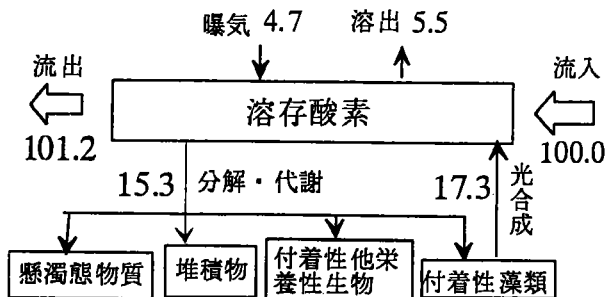 曝気 4.7
溶出 5.5
流出
流入
溶存酸素
101.2
100.0
15.3
分解・代謝
17.3
光合成
懸濁態物質
堆積物
付着性他栄
養性生物
付着性藻類